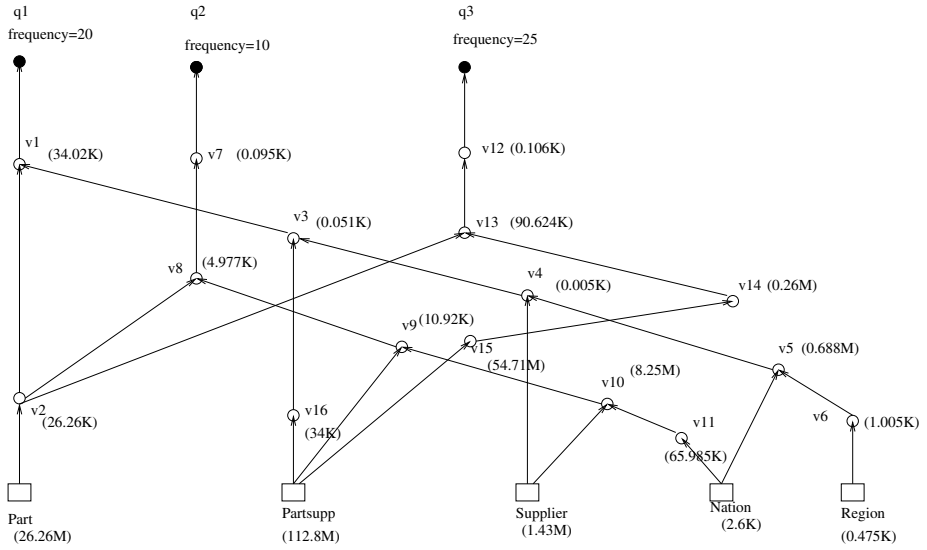 q1
q2
q3
frequency=20
frequency=10
frequency=25
v1
(34.02K)
v7 (0.095K)
v12 (0.106K)
v3 (0.051K)
v13 (90.624K)
v8 (4.977K)
v4
(0.005K)
v14 (0.26M)
v9 (10.92K)
v15
(54.71M)
v5 (0.688M)
v10 (8.25M)
v2
(26.26K)
v16
(34K)
v11
(65.985K)
v6 (1.005K)
Part
(26.26M)
Partsupp
(112.8M)
Supplier
(1.43M)
Nation
(2.6K)
Region
(0.475K)